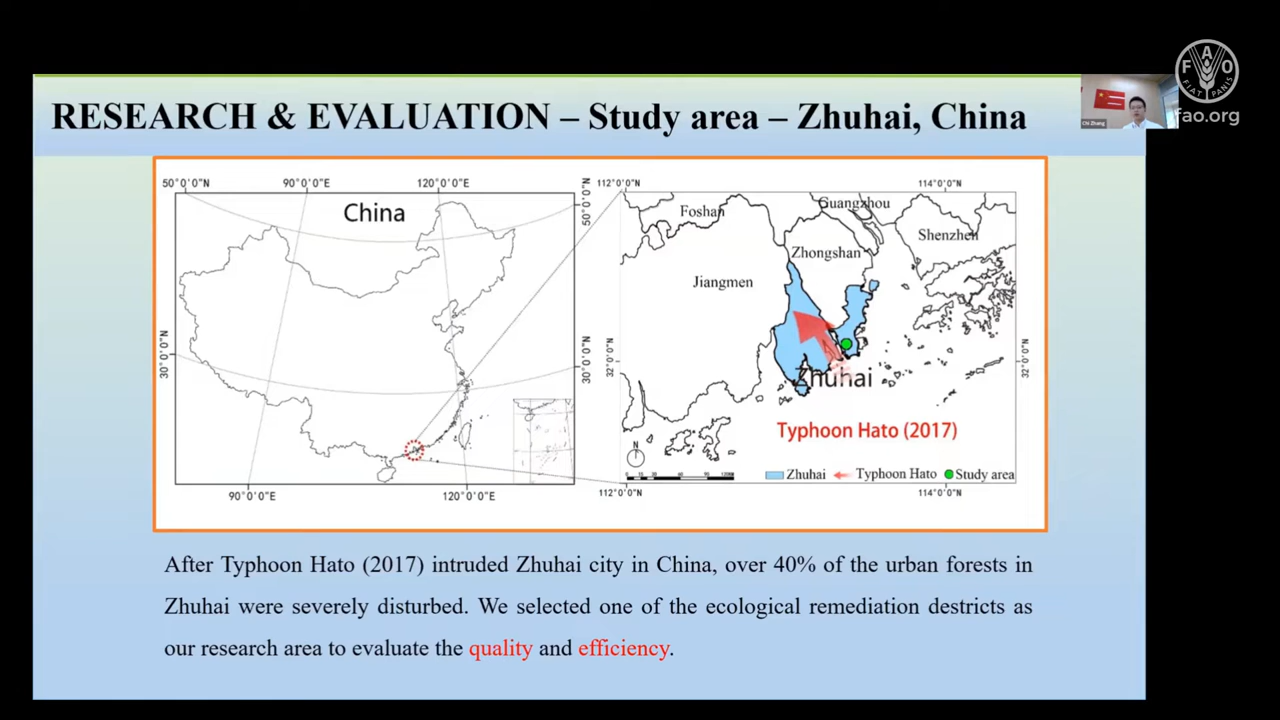 FAO
FIAT PANIS
fao.org
Chi Zhang
RESEARCH & EVALUATION – Study area – Zhuhai, China
50°0'0"N 90°0'0"E 120°0'0"E
China
50°0'0"N
30°0'0"N
30°0'0"N
90°0'0"E 120°0'0"E
112°0'0"N 114°0'0"N
Foshan
Guangzhou
Shenzhen
Zhongshan
Jiangmen
32°0'0"N
32°0'0"N
Zhuhai
Typhoon Hato (2017)
N
Zhuhai Typhoon Hato Study area
112°0'0"N 114°0'0"N
After Typhoon Hato (2017) intruded Zhuhai city in China, over 40% of the urban forests in
Zhuhai were severely disturbed. We selected one of the ecological remediation destricts as
our research area to evaluate the quality and efficiency.